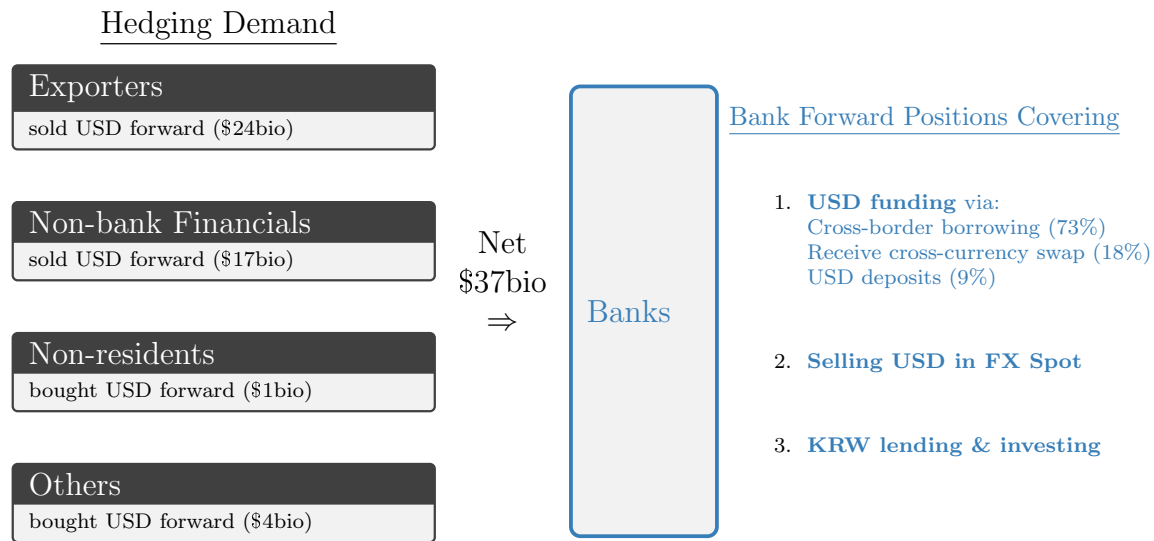 Hedging Demand
Exporters
sold USD forward ($24bio)
Non-bank Financials
sold USD forward ($17bio)
Non-residents
bought USD forward ($1bio)
Others
bought USD forward ($4bio)
Net
$37bio
⇒
Banks
Bank Forward Positions Covering
1. USD funding via:
Cross-border borrowing (73%)
Receive cross-currency swap (18%)
USD deposits (9%)
2. Selling USD in FX Spot
3. KRW lending & investing